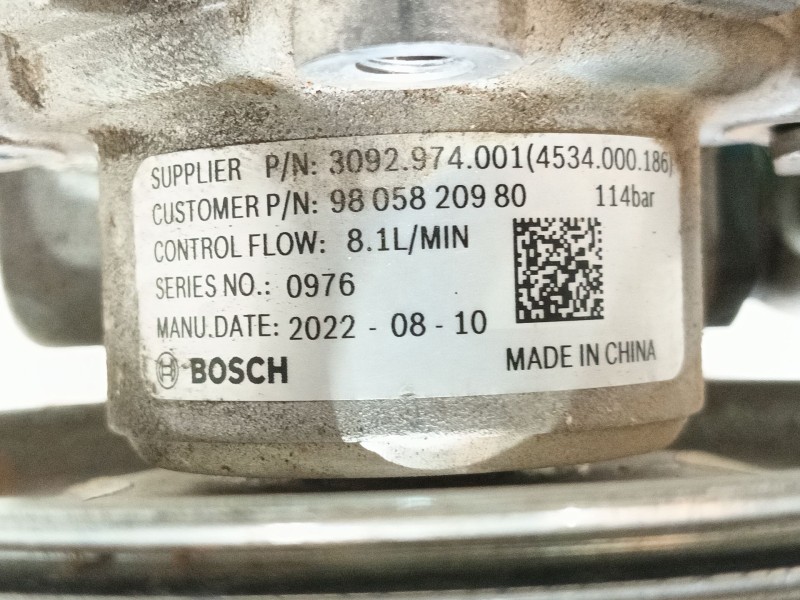 SUPPLIER P/N: 3092.974.001(4534.000.186)
CUSTOMER P/N: 98 058 209 80 114bar
CONTROL FLOW: 8.1L/MIN
SERIES NO.: 0976
MANU.DATE: 2022 - 08 - 10
BOSCH
MADE IN CHINA